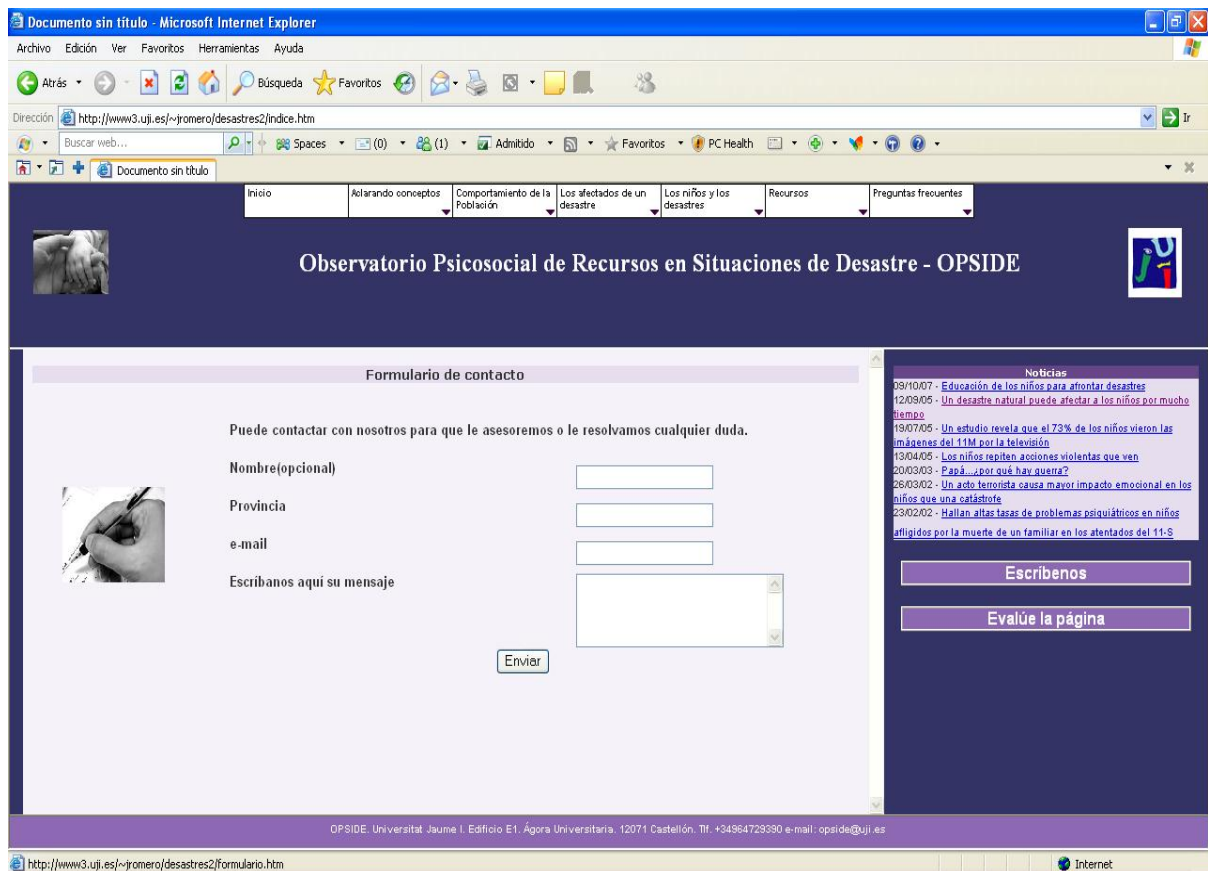 Documento sin título - Microsoft Internet Explorer
Archivo Edición Ver Favoritos Herramientas Ayuda
Atrás Búsqueda Favoritos
Dirección http://www3.uji.es/~jromero/desastres2/indice.htm Ir
Buscar web... Spaces (0) (1) Admitido Favoritos PC Health
Documento sin título
Inicio Aclarando conceptos Comportamiento de la Los afectados de un Los niños y los Recursos Preguntas frecuentes
Población desastre desastres
Observatorio Psicosocial de Recursos en Situaciones de Desastre - OPSIDE
UJI
Formulario de contacto
Puede contactar con nosotros para que le asesoremos o le resolvamos cualquier duda.
Nombre(opcional)
Provincia
e-mail
Escríbanos aquí su mensaje
Enviar
Noticias
09/10/07 - Educación de los niños para afrontar desastres
12/09/05 - Un desastre natural puede afectar a los niños por mucho
tiempo
19/07/05 - Un estudio revela que el 73% de los niños vieron las
imágenes del 11M por la televisión
13/04/05 - Los niños repiten acciones violentas que ven
20/03/03 - Papá...¿por qué hay guerra?
26/03/02 - Un acto terrorista causa mayor impacto emocional en los
niños que una catástrofe
23/02/02 - Hallan altas tasas de problemas psiquiátricos en niños
afligidos por la muerte de un familiar en los atentados del 11-S
Escríbenos
Evalúe la página
OPSIDE. Universitat Jaume I. Edificio E1. Ágora Universitaria. 12071 Castellón. Tlf. +34964729390 e-mail: opside@uji.es
http://www3.uji.es/~jromero/desastres2/formulario.htm Internet